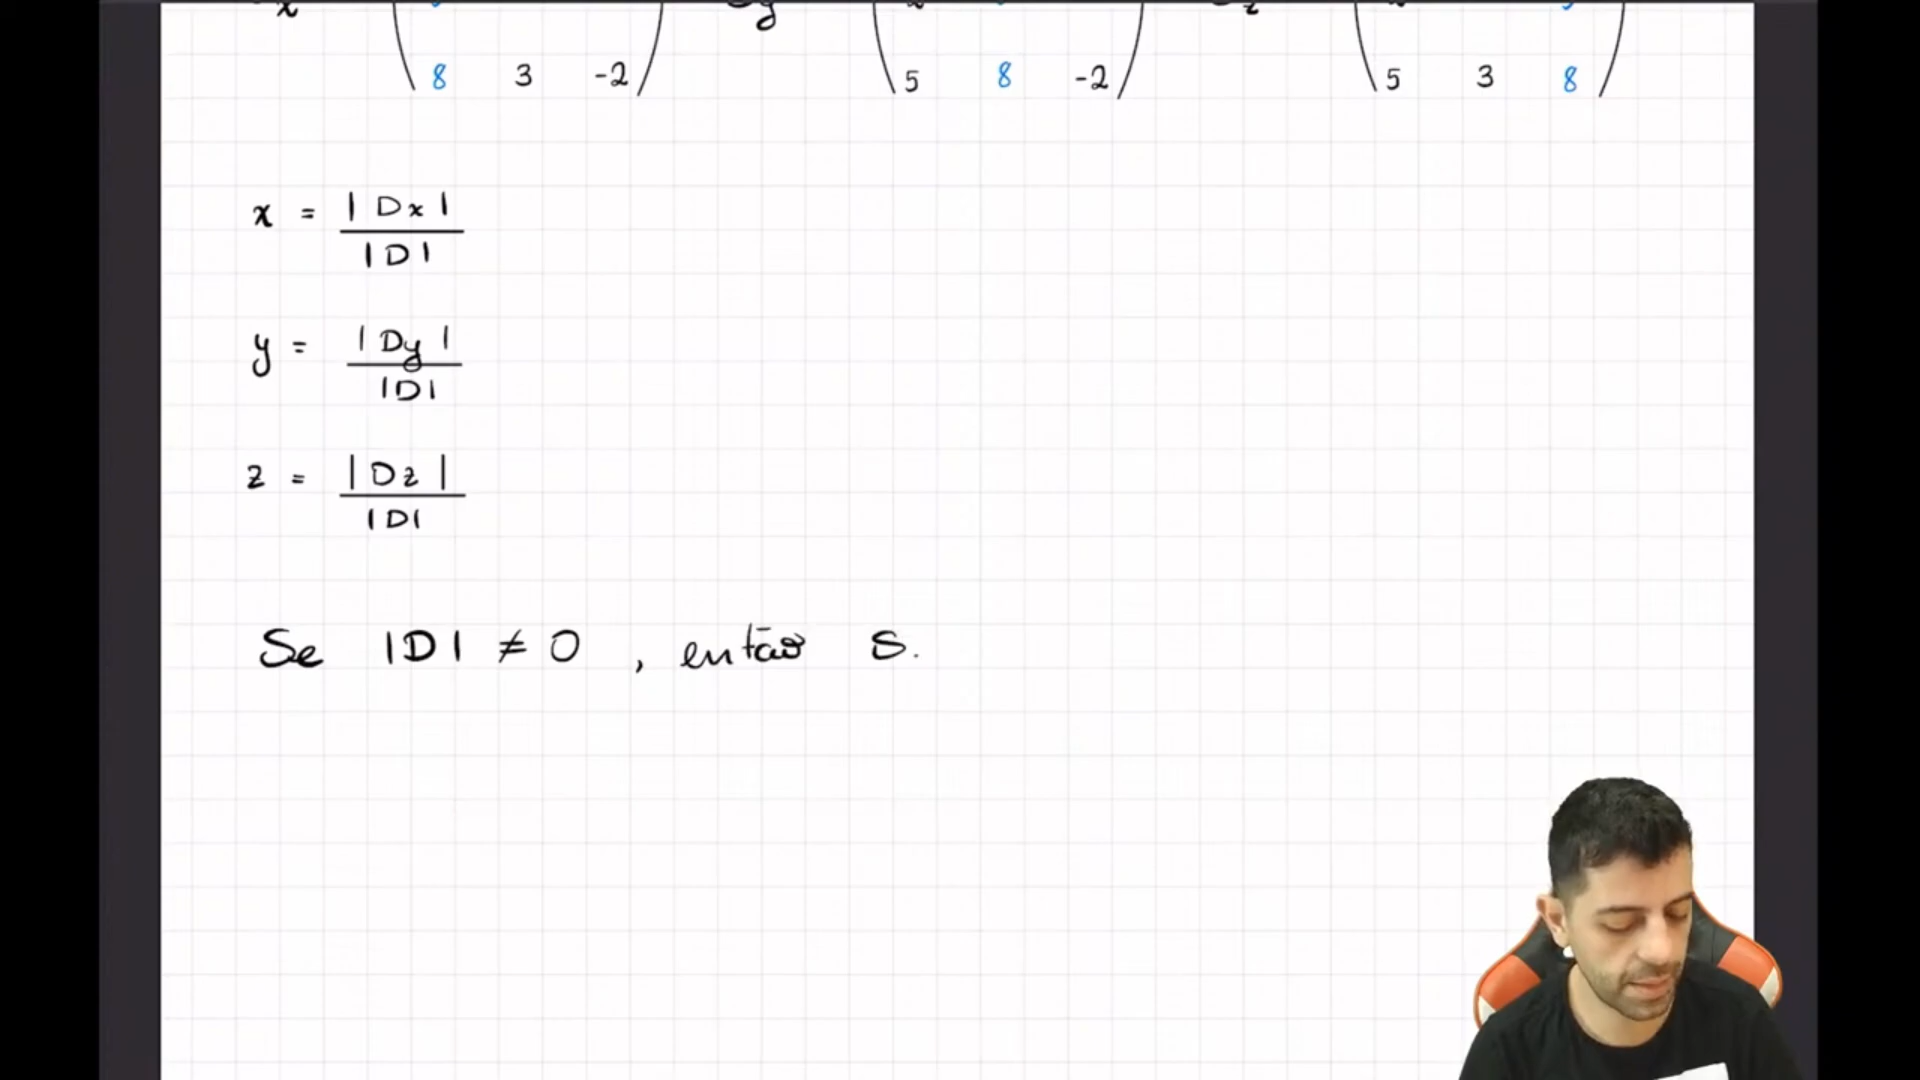 8 3 -2 5 8 -2 5 3 8
x = |Dx| / |D|
y = |Dy| / |D|
z = |Dz| / |D|
Se |D| ≠ 0 , então S.